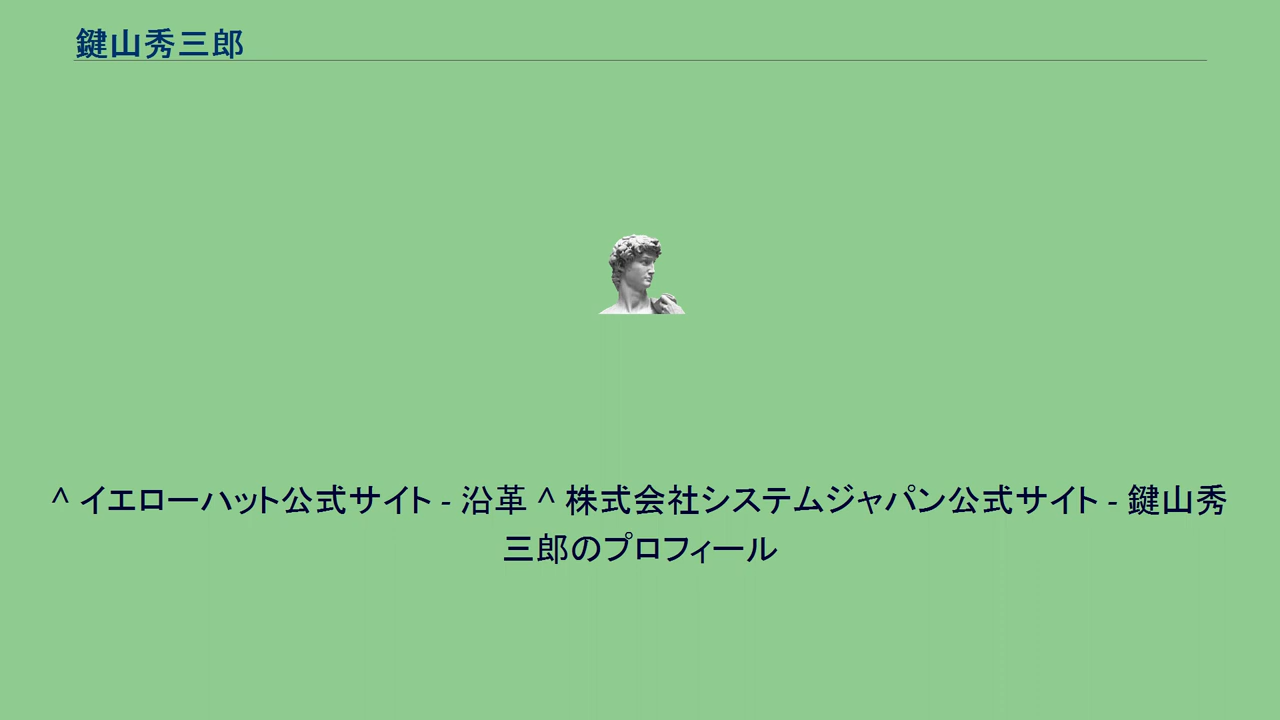 鍵山秀三郎
^ イエローハット公式サイト - 沿革 ^ 株式会社システムジャパン公式サイト - 鍵山秀
三郎のプロフィール